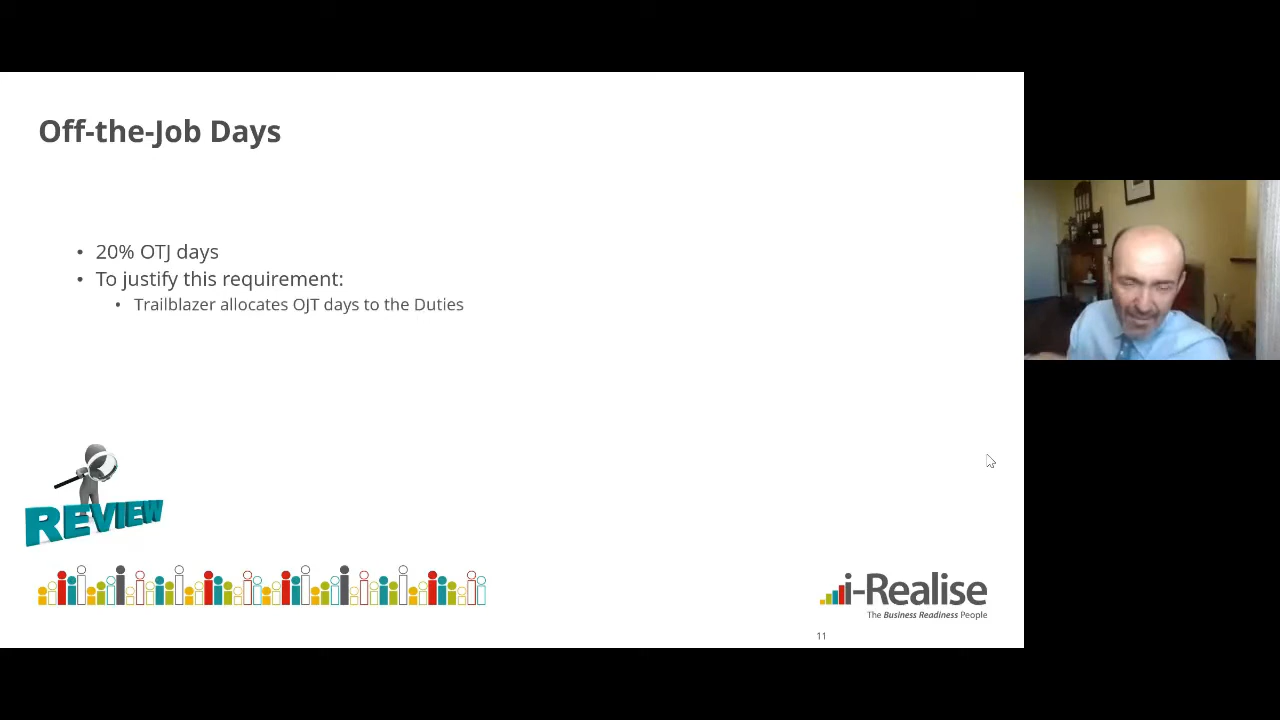 Off-the-Job Days
• 20% OTJ days
• To justify this requirement:
• Trailblazer allocates OJT days to the Duties
REVIEW
i-Realise
The Business Readiness People
11